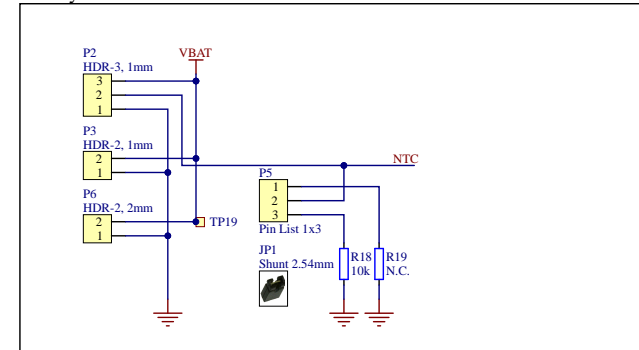 P2
HDR-3, 1mm
3
2
1
VBAT
P3
HDR-2, 1mm
2
1
P6
HDR-2, 2mm
2
1
TP19
NTC
P5
1
2
3
Pin List 1x3
JP1
Shunt 2.54mm
R18
10k
R19
N.C.